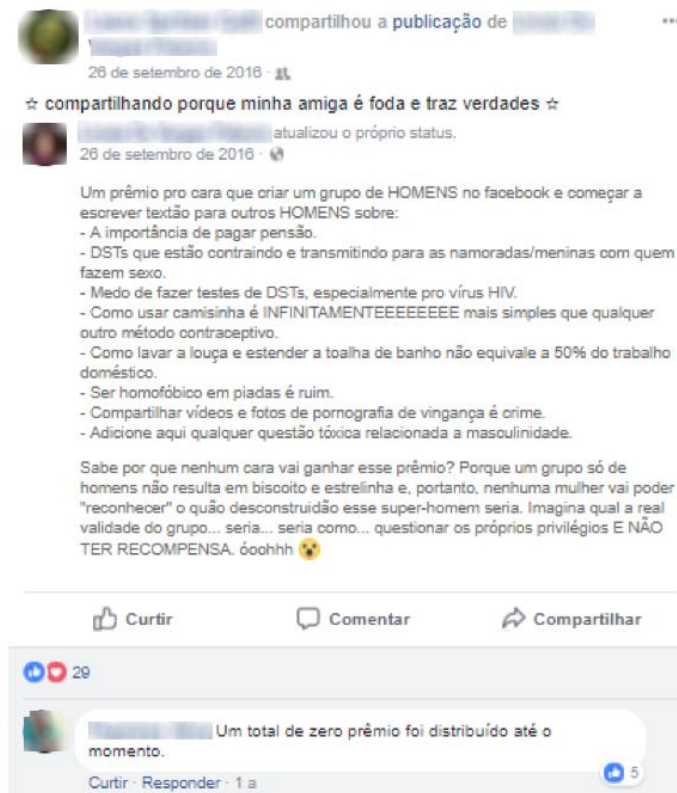 compartilhou a publicação de
26 de setembro de 2016 ·
☆ compartilhando porque minha amiga é foda e traz verdades ☆
atualizou o próprio status.
26 de setembro de 2016 ·
Um prêmio pro cara que criar um grupo de HOMENS no facebook e começar a
escrever textão para outros HOMENS sobre:
- A importância de pagar pensão.
- DSTs que estão contraindo e transmitindo para as namoradas/meninas com quem
fazem sexo.
- Medo de fazer testes de DSTs, especialmente pro vírus HIV.
- Como usar camisinha é INFINITAMENTEEEEEEEE mais simples que qualquer
outro método contraceptivo.
- Como lavar a louça e estender a toalha de banho não equivale a 50% do trabalho
doméstico.
- Ser homofóbico em piadas é ruim.
- Compartilhar vídeos e fotos de pornografia de vingança é crime.
- Adicione aqui qualquer questão tóxica relacionada a masculinidade.
Sabe por que nenhum cara vai ganhar esse prêmio? Porque um grupo só de
homens não resulta em biscoito e estrelinha e, portanto, nenhuma mulher vai poder
"reconhecer" o quão desconstruidão esse super-homem seria. Imagina qual a real
validade do grupo... seria... seria como... questionar os próprios privilégios E NÃO
TER RECOMPENSA. óoohhh 😮
Curtir Comentar Compartilhar
29
Um total de zero prêmio foi distribuído até o
momento.
5
Curtir · Responder · 1 a